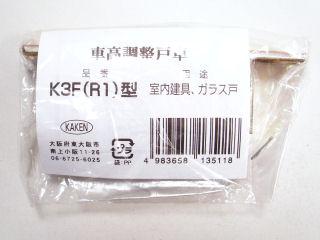 車高調整戸車
品番 用途
K3F(R1)型 室内建具、ガラス戸
KAKEN
大阪府東大阪市
南上小阪11-26
06-6725-6025
プラ
袋:PP
4 983658 135118